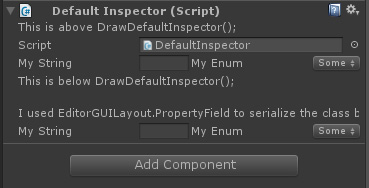 Default Inspector (Script)
This is above DrawDefaultInspector();
Script DefaultInspector
My String My Enum Some
This is below DrawDefaultInspector();
I used EditorGUILayout.PropertyField to serialize the class b
My String My Enum Some
Add Component